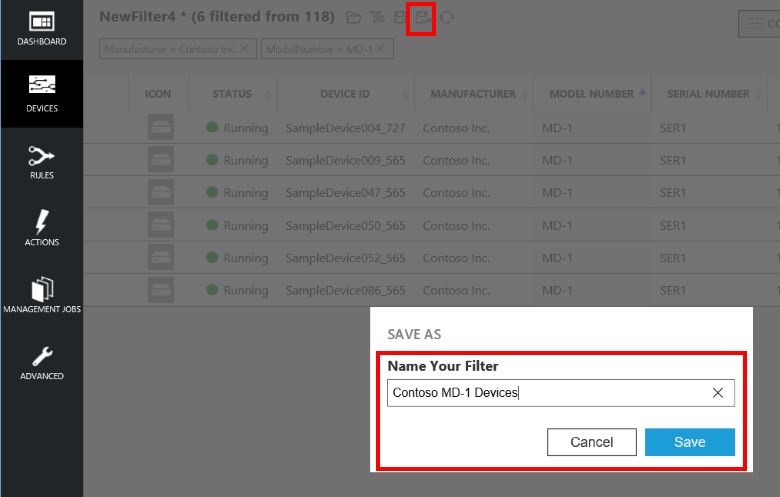 DASHBOARD
DEVICES
RULES
ACTIONS
MANAGEMENT JOBS
ADVANCED
NewFilter4 * (6 filtered from 118)
Manufacturer = Contoso Inc. ModelNumber = MD-1
ICON STATUS DEVICE ID MANUFACTURER MODEL NUMBER SERIAL NUMBER
Running SampleDevice004_727 Contoso Inc. MD-1 SER1
Running SampleDevice009_565 Contoso Inc. MD-1 SER1
Running SampleDevice047_565 Contoso Inc. MD-1 SER1
Running SampleDevice050_565 Contoso Inc. MD-1 SER1
Running SampleDevice052_565 Contoso Inc. MD-1 SER1
Running SampleDevice086_565 Contoso Inc. MD-1 SER1
SAVE AS
Name Your Filter
Contoso MD-1 Devices
Cancel Save